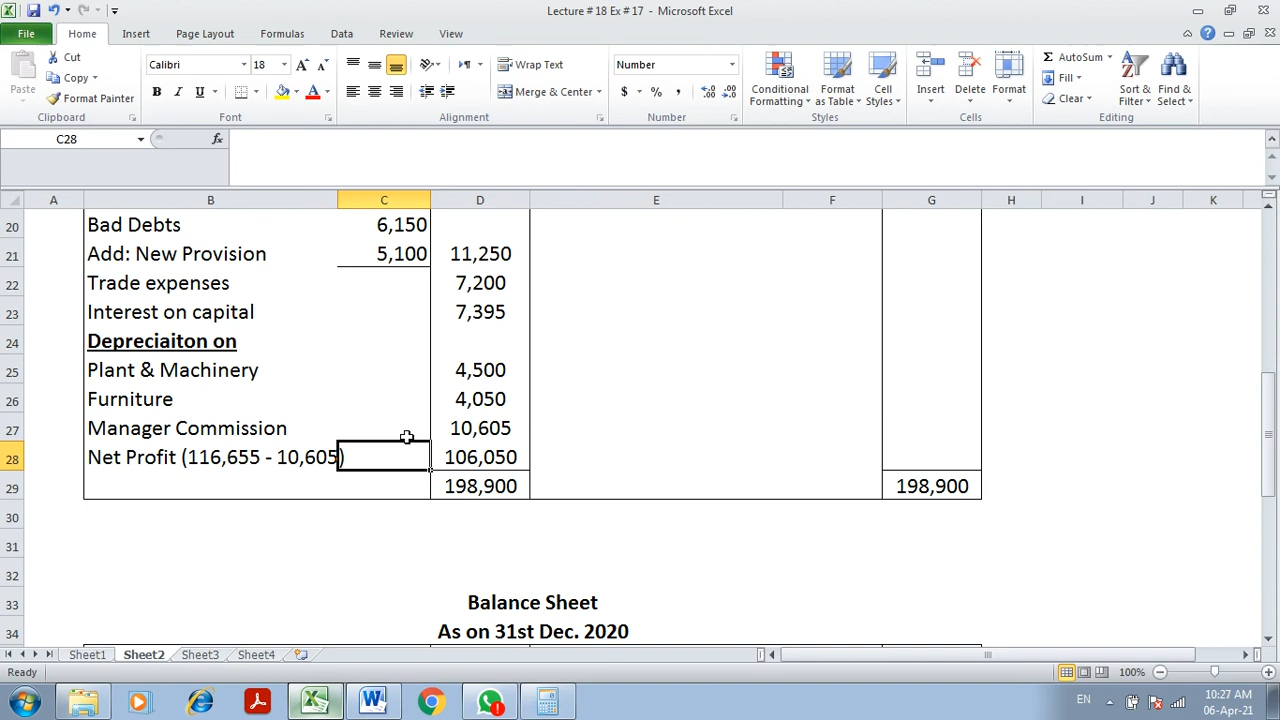 Lecture # 18 Ex # 17 - Microsoft Excel
File Home Insert Page Layout Formulas Data Review View
Cut
Copy
Format Painter
Paste
Clipboard
Calibri 18
B I U
Font
Wrap Text
Merge & Center
Alignment
Number
$ % ,
Number
Conditional Formatting
Format as Table
Cell Styles
Styles
Insert Delete Format
Cells
AutoSum
Fill
Clear
Sort & Filter
Find & Select
Editing
C28 fx
A B C D E F G H I J K
20 Bad Debts 6,150
21 Add: New Provision 5,100 11,250
22 Trade expenses 7,200
23 Interest on capital 7,395
24 Depreciaiton on
25 Plant & Machinery 4,500
26 Furniture 4,050
27 Manager Commission 10,605
28 Net Profit (116,655 - 10,605) 106,050
29 198,900 198,900
30
31
32
33 Balance Sheet
34 As on 31st Dec. 2020
Sheet1 Sheet2 Sheet3 Sheet4
Ready 100%
EN 10:27 AM
06-Apr-21